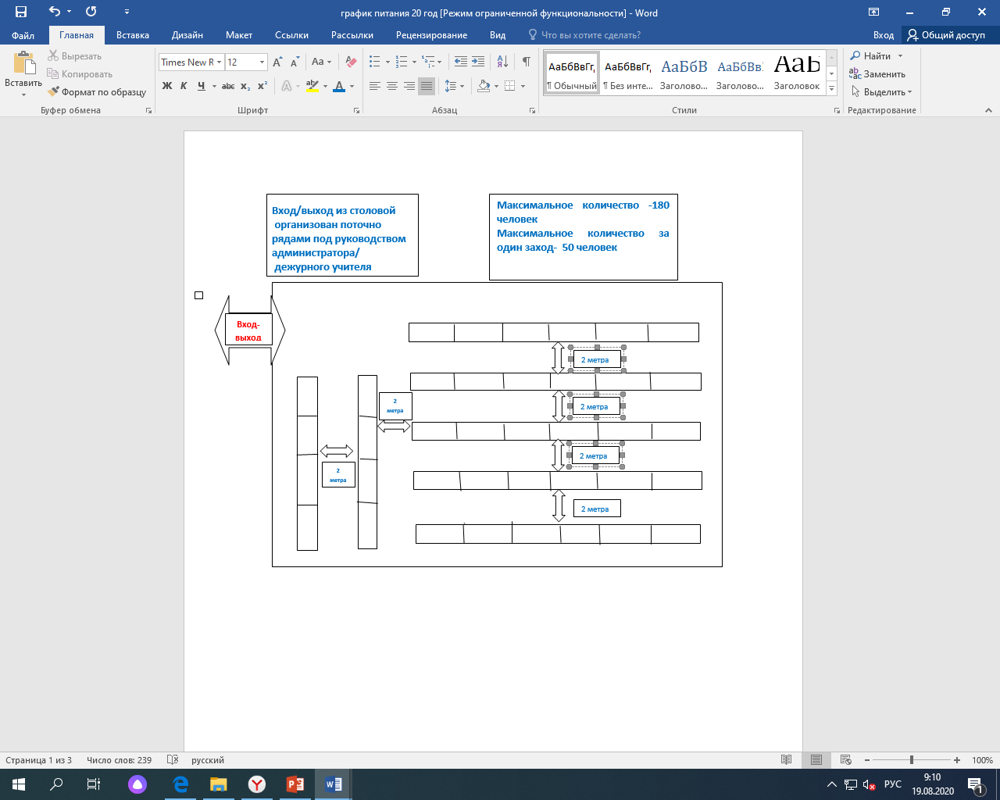 график питания 20 год [Режим ограниченной функциональности] - Word
Файл
Главная
Вставка
Дизайн
Макет
Ссылки
Рассылки
Рецензирование
Вид
Что вы хотите сделать?
Вход
Общий доступ
Вставить
Вырезать
Копировать
Формат по образцу
Буфер обмена
Times New R
12
Aa
Ж К Ч abc x₂ x²
Шрифт
Абзац
АаБбВвГг,
¶ Обычный
АаБбВвГг,
¶ Без инте...
АаБбВ
Заголово...
АаБбВв
Заголово...
АаЬ
Заголовок
Стили
Найти
Заменить
Выделить
Редактирование
Вход/выход из столовой
организован поточно
рядами под руководством
администратора/
дежурного учителя
Максимальное количество -180
человек
Максимальное количество за
один заход- 50 человек
Вход-
выход
2 метра
2
метра
2 метра
2 метра
2
метра
2 метра
Страница 1 из 3
Число слов: 239
русский
100%
РУС
9:10
19.08.2020
1